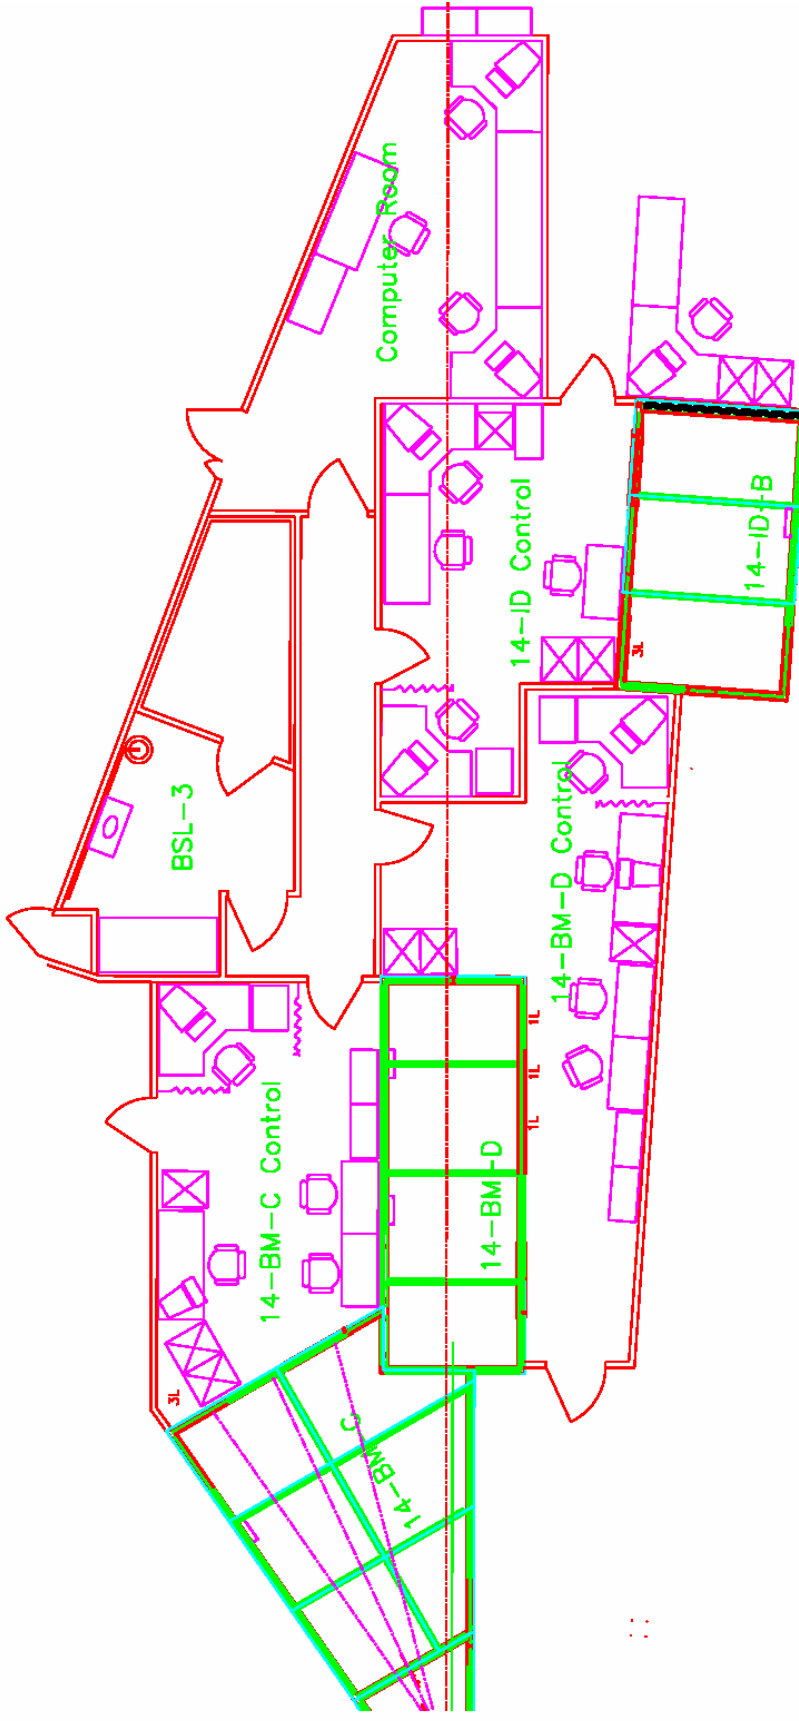 Computer Room
14-ID Control
14-ID-B
3L
BSL-3
14-BM-D Control
1L
1L
1L
14-BM-C Control
14-BM-D
3L
14-BM-C